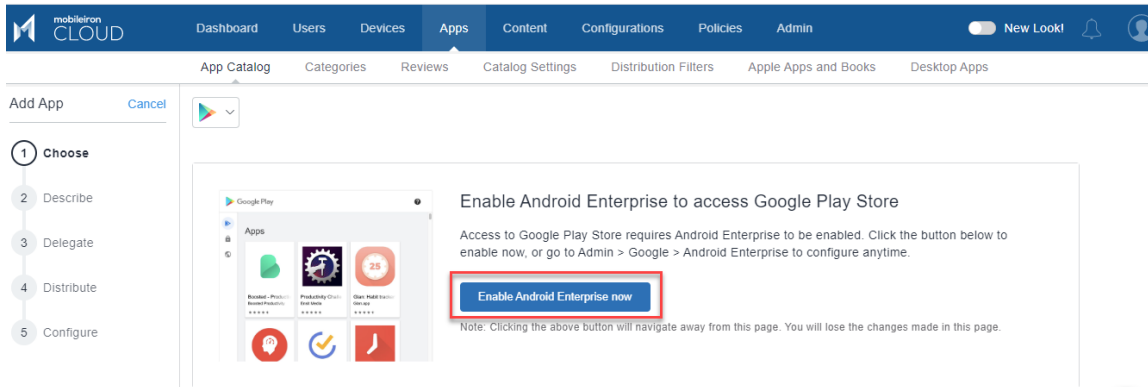 mobileiron
CLOUD
Dashboard Users Devices Apps Content Configurations Policies Admin New Look!
App Catalog Categories Reviews Catalog Settings Distribution Filters Apple Apps and Books Desktop Apps
Add App Cancel
1 Choose
2 Describe
3 Delegate
4 Distribute
5 Configure
Google Play
Apps
25
Enable Android Enterprise to access Google Play Store
Access to Google Play Store requires Android Enterprise to be enabled. Click the button below to
enable now, or go to Admin > Google > Android Enterprise to configure anytime.
Enable Android Enterprise now
Note: Clicking the above button will navigate away from this page. You will lose the changes made in this page.